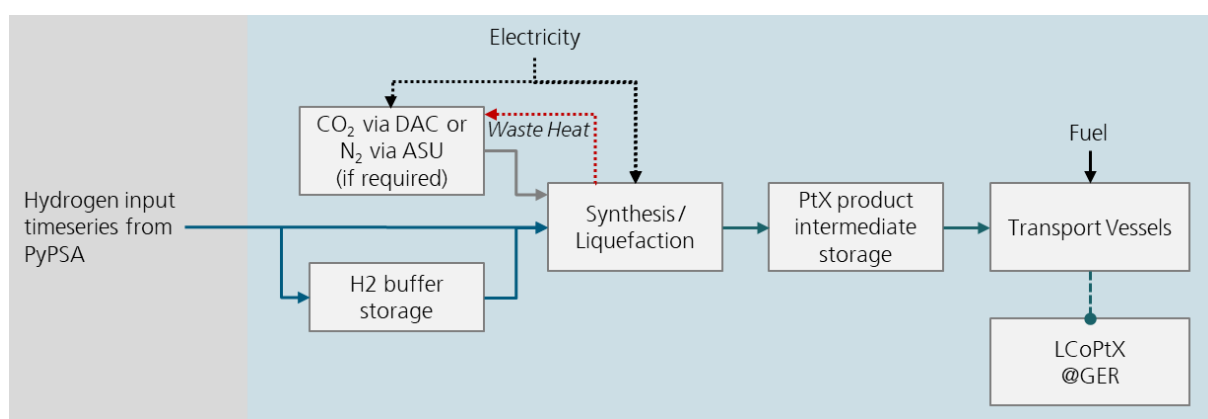 Electricity
CO₂ via DAC or
N₂ via ASU
(if required)
Waste Heat
Fuel
Hydrogen input
timeseries from
PyPSA
Synthesis/
Liquefaction
PtX product
intermediate
storage
Transport Vessels
H2 buffer
storage
LCoPtX
@GER